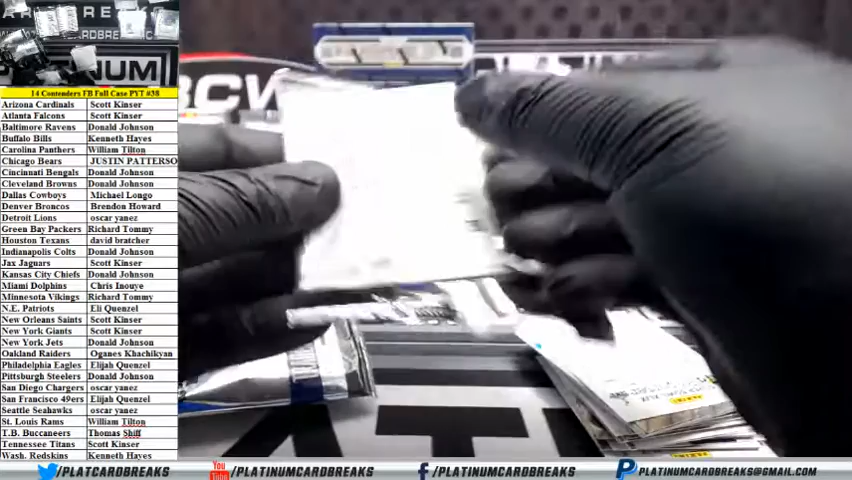 14 Contenders FB Full Case PYT #38
Arizona Cardinals Scott Kinser
Atlanta Falcons Scott Kinser
Baltimore Ravens Donald Johnson
Buffalo Bills Kenneth Hayes
Carolina Panthers William Tilton
Chicago Bears JUSTIN PATTERSO
Cincinnati Bengals Donald Johnson
Cleveland Browns Donald Johnson
Dallas Cowboys Michael Longo
Denver Broncos Brendon Howard
Detroit Lions oscar yanez
Green Bay Packers Richard Tommy
Houston Texans david bratcher
Indianapolis Colts Donald Johnson
Jax Jaguars Scott Kinser
Kansas City Chiefs Donald Johnson
Miami Dolphins Chris Inouye
Minnesota Vikings Richard Tommy
N.E. Patriots Eli Quenzel
New Orleans Saints Scott Kinser
New York Giants Scott Kinser
New York Jets Donald Johnson
Oakland Raiders Oganes Khachikyan
Philadelphia Eagles Elijah Quenzel
Pittsburgh Steelers Donald Johnson
San Diego Chargers oscar yanez
San Francisco 49ers Elijah Quenzel
Seattle Seahawks oscar yanez
St. Louis Rams William Tilton
T.B. Buccaneers Thomas Shiff
Tennessee Titans Scott Kinser
Wash. Redskins Kenneth Hayes
BCW
PANINI
/PLATCARDBREAKS
You Tube /PLATINUMCARDBREAKS
/PLATINUMCARDBREAKS
PLATINUMCARDBREAKS@GMAIL.COM